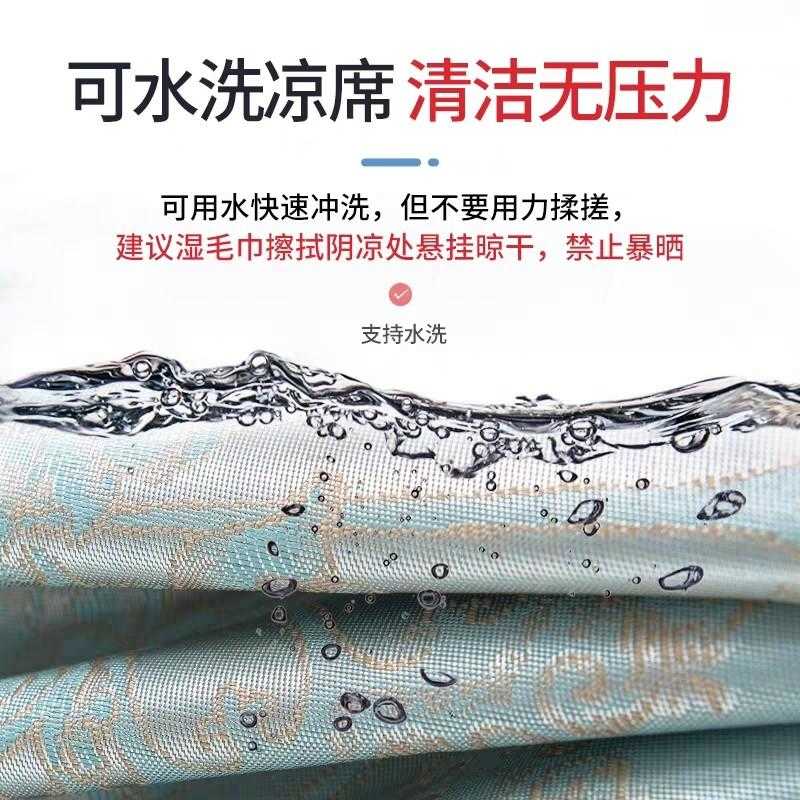 可水洗凉席 清洁无压力
可用水快速冲洗，但不要用力揉搓，
建议湿毛巾擦拭阴凉处悬挂晾干，禁止暴晒
支持水洗